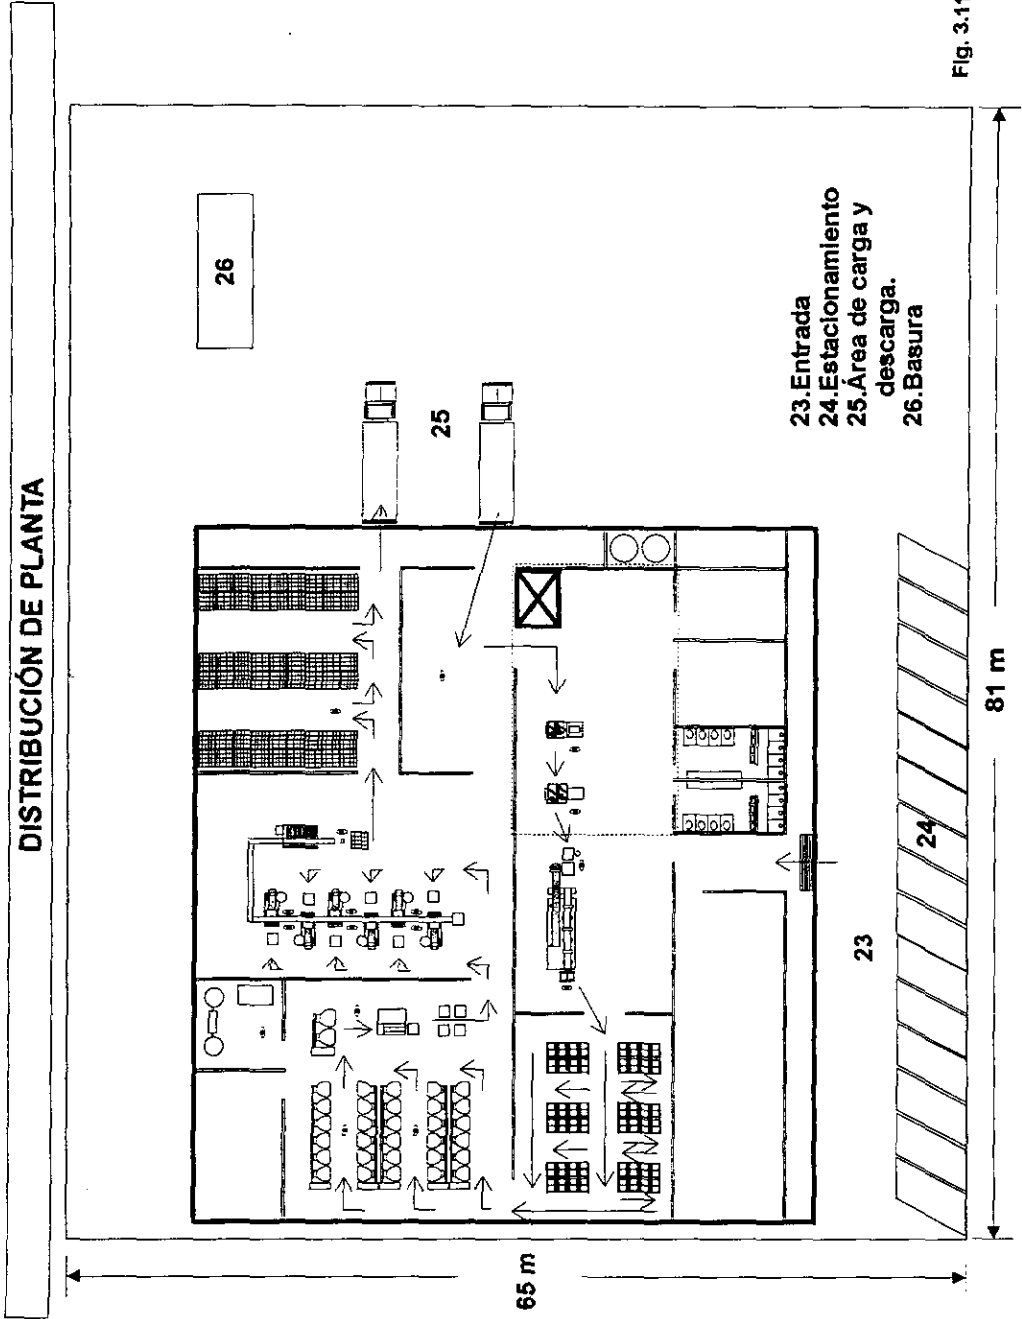 DISTRIBUCIÓN DE PLANTA
26
25
23.Entrada
24.Estacionamiento
25.Área de carga y
descarga.
26.Basura
24
23
65 m
81 m
Fig. 3.11